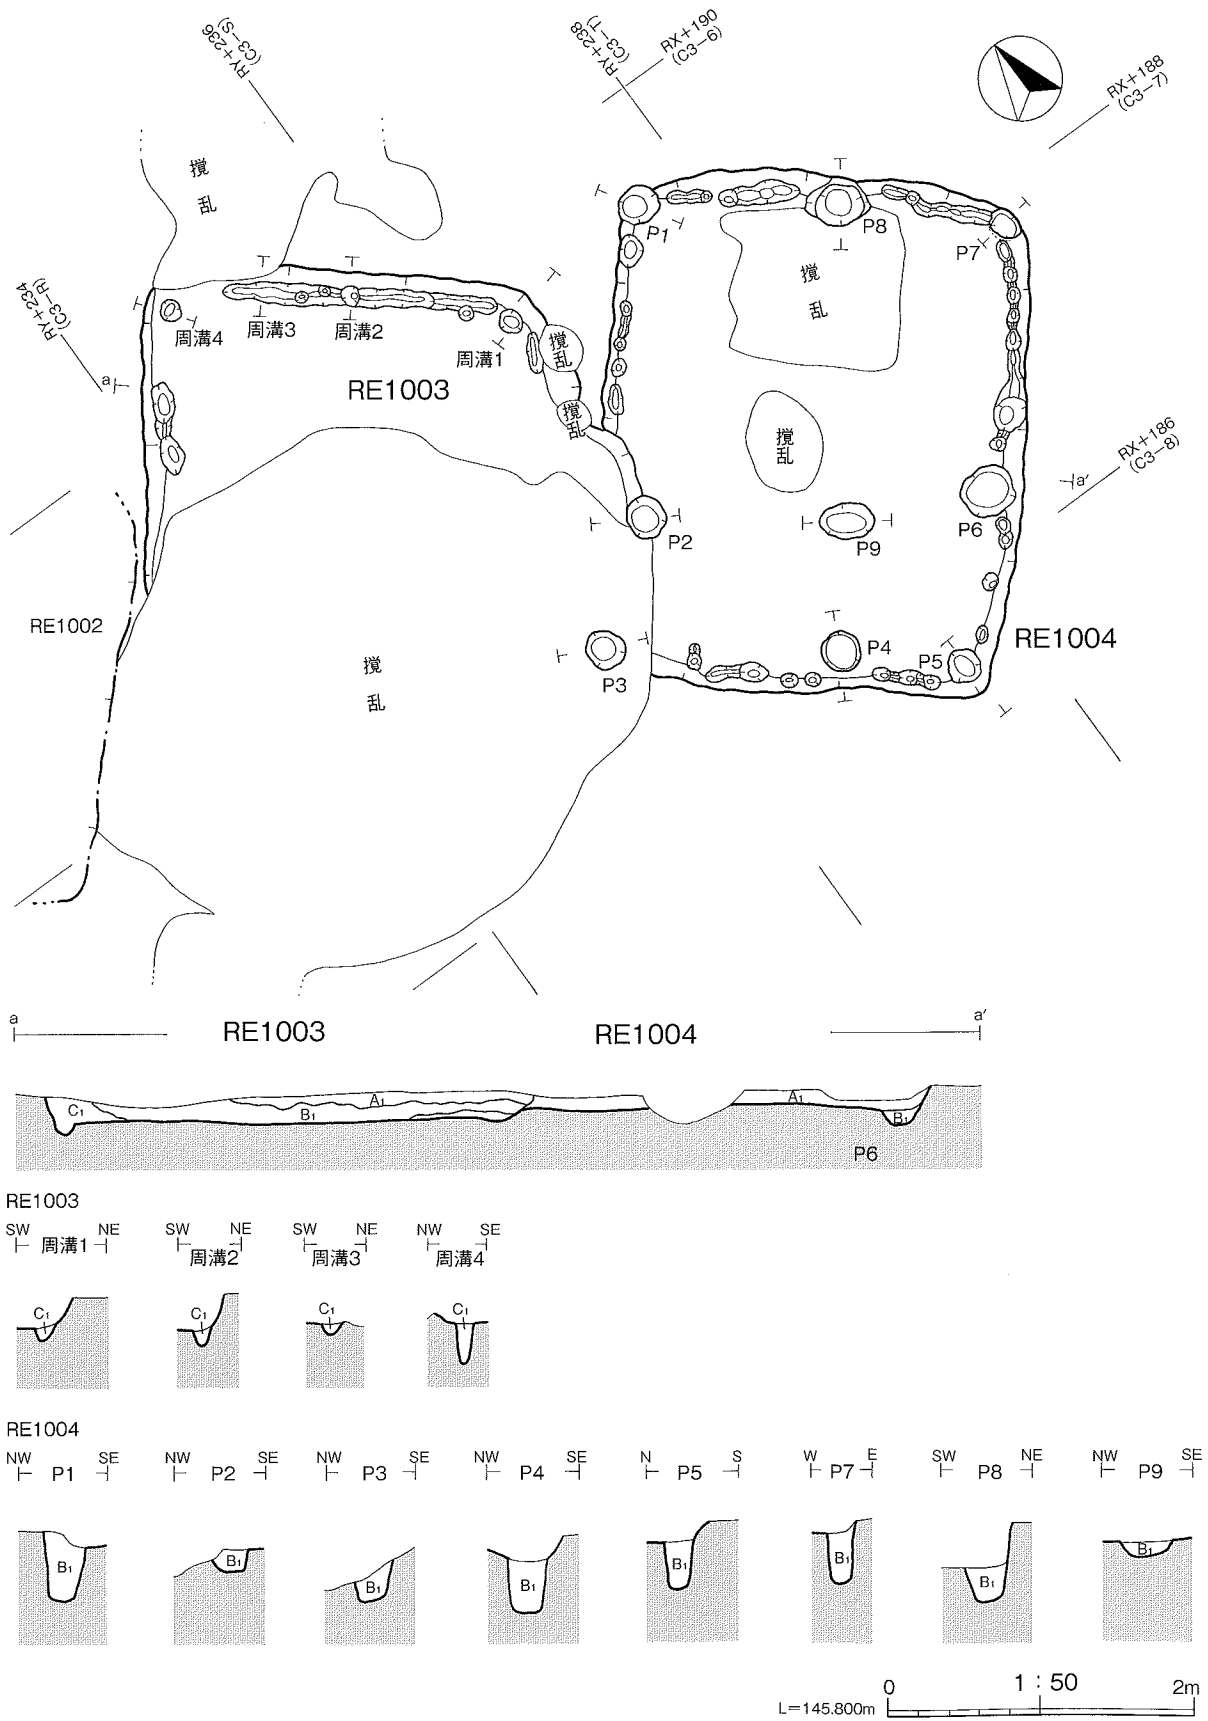 RY+236
(C3-S)
RY+238
(C3-T)
RX+190
(C3-6)
RX+188
(C3-7)
撹
乱
P1
P8
P7
撹
乱
RY+234
(C3-R)
周溝4
周溝3
周溝2
周溝1
撹
乱
a
RE1003
撹
乱
撹
乱
RX+186
(C3-8)
a'
P2
P9
P6
RE1002
RE1004
P3
P4
P5
撹
乱
a
RE1003
RE1004
a'
C1
B1
A1
A1
B1
P6
RE1003
SW 周溝1 NE
SW 周溝2 NE
SW 周溝3 NE
NW 周溝4 SE
C1
C1
C1
C1
RE1004
NW P1 SE
NW P2 SE
NW P3 SE
NW P4 SE
N P5 S
W P7 E
SW P8 NE
NW P9 SE
B1
B1
B1
B1
B1
B1
B1
B1
L=145.800m
0 1:50 2m